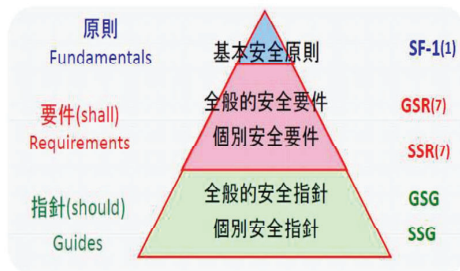 原則
Fundamentals
基本安全原則
SF-1(1)
要件(shall)
Requirements
全般的安全要件
GSR(7)
個別安全要件
SSR(7)
指針(should)
Guides
全般的安全指針
GSG
個別安全指針
SSG